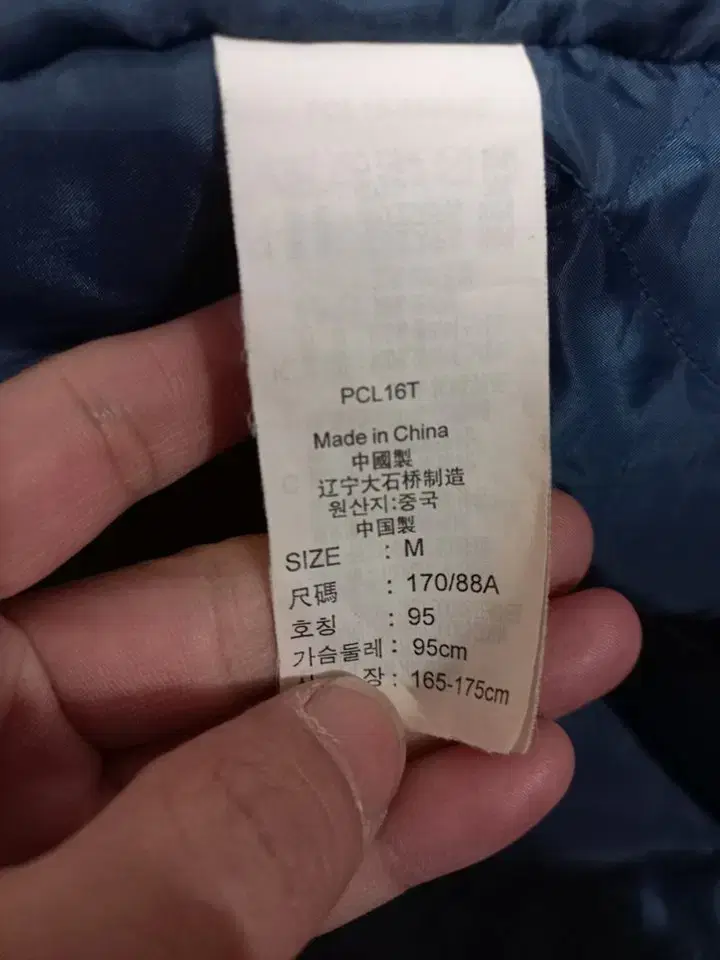 PCL16T
Made in China
中國製
辽宁大石桥制造
원산지:중국
中国製
SIZE : M
尺碼 : 170/88A
호칭 : 95
가슴둘레 : 95cm
장 : 165-175cm